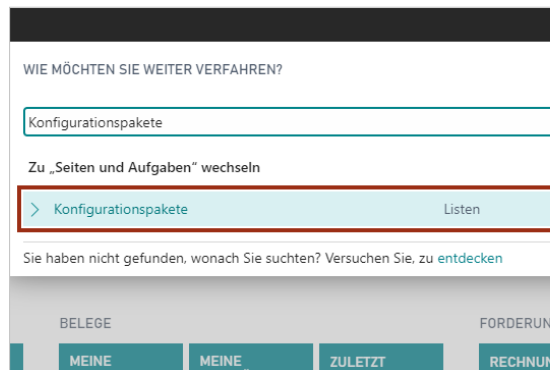 WIE MÖCHTEN SIE WEITER VERFAHREN?
Konfigurationspakete
Zu „Seiten und Aufgaben“ wechseln
Konfigurationspakete Listen
Sie haben nicht gefunden, wonach Sie suchten? Versuchen Sie, zu entdecken
BELEGE FORDERUN
MEINE MEINE ZULETZT RECHNUN